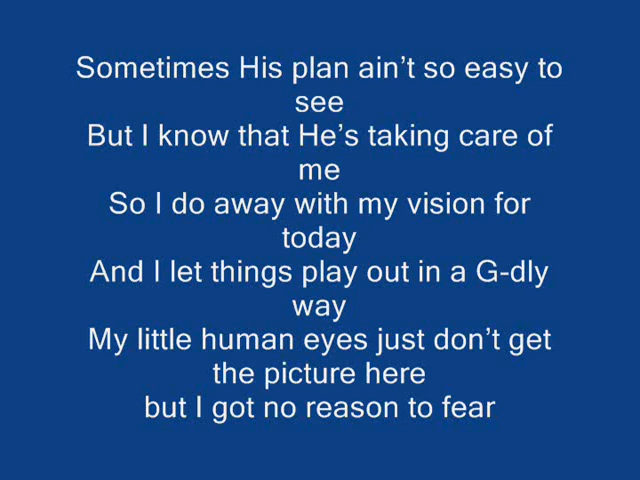 Sometimes His plan ain’t so easy to
see
But I know that He’s taking care of
me
So I do away with my vision for
today
And I let things play out in a G-dly
way
My little human eyes just don’t get
the picture here
but I got no reason to fear